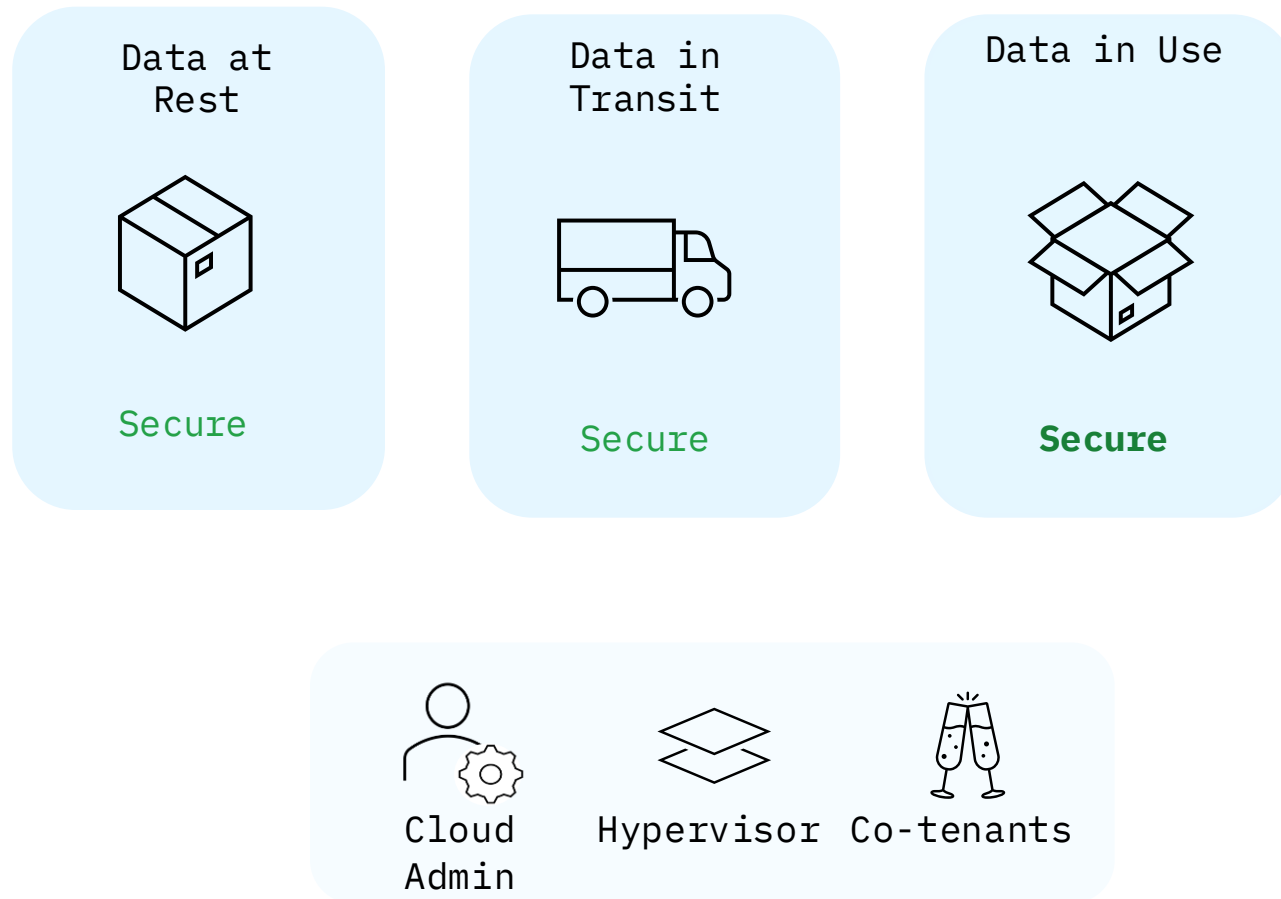 Data at
Rest
Data in
Transit
Data in Use
Secure
Secure
Secure
Cloud
Admin
Hypervisor
Co-tenants